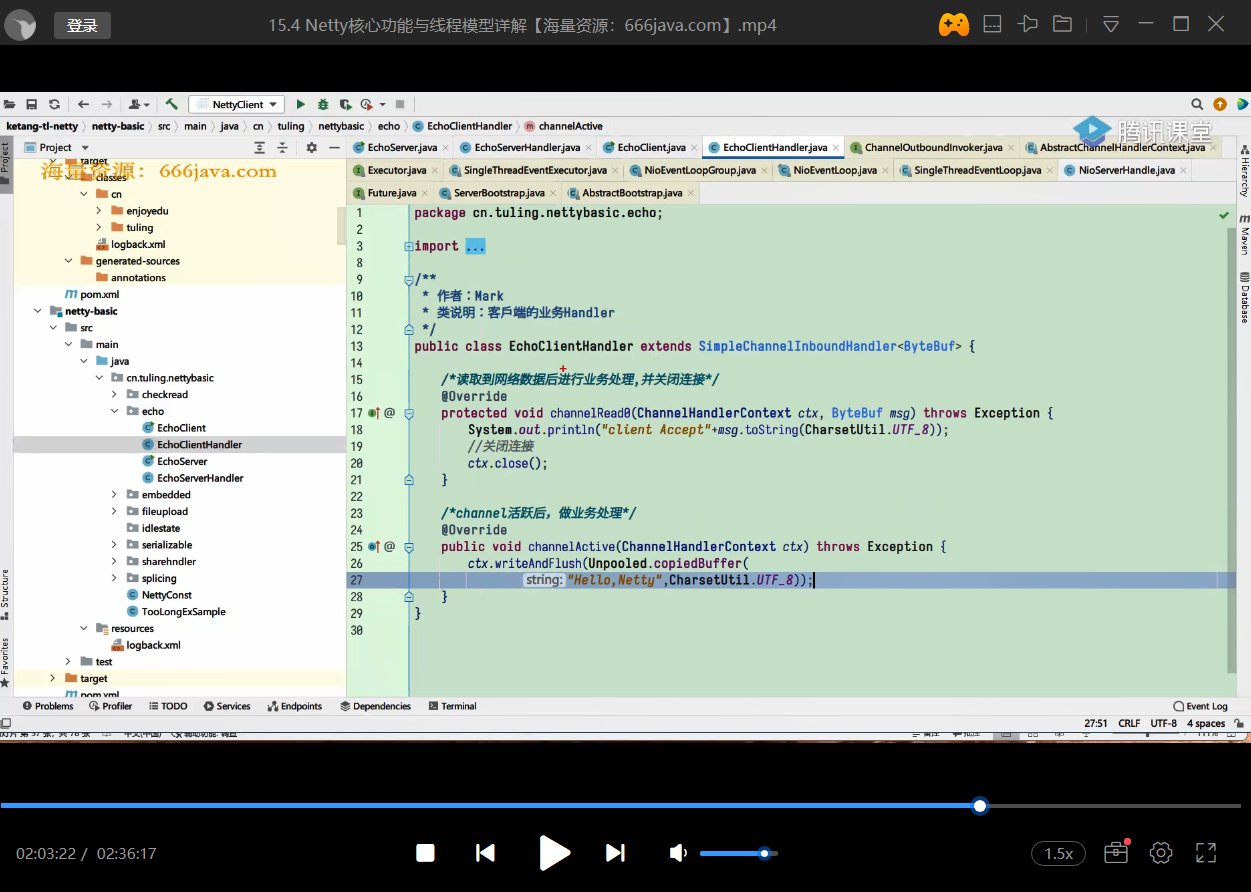 登录
15.4 Netty核心功能与线程模型详解【海量资源：666java.com】.mp4
NettyClient
ketang-tl-netty
netty-basic
src
main
java
cn
tuling
nettybasic
echo
EchoClientHandler
channelActive
腾讯课堂
Project
Project
EchoServer.java
EchoServerHandler.java
EchoClient.java
EchoClientHandler.java
ChannelOutboundInvoker.java
AbstractChannelHandlerContext.java
海量资源：666java.com
Executor.java
SingleThreadEventExecutor.java
NioEventLoopGroup.java
NioEventLoop.java
SingleThreadEventLoop.java
NioServerHandle.java
Future.java
ServerBootstrap.java
AbstractBootstrap.java
target
classes
cn
enjoyedu
tuling
logback.xml
generated-sources
annotations
pom.xml
netty-basic
src
main
java
cn.tuling.nettybasic
checkread
echo
EchoClient
EchoClientHandler
EchoServer
EchoServerHandler
embedded
fileupload
idlestate
serializable
sharehndler
splicing
NettyConst
TooLongExSample
resources
logback.xml
test
target
pom.xml
1 package cn.tuling.nettybasic.echo;
2
3 import ...
8
9 /**
10 * 作者：Mark
11 * 类说明：客户端的业务Handler
12 */
13 public class EchoClientHandler extends SimpleChannelInboundHandler<ByteBuf> {
14
15 /*读取到网络数据后进行业务处理,并关闭连接*/
16 @Override
17 @ protected void channelRead0(ChannelHandlerContext ctx, ByteBuf msg) throws Exception {
18 System.out.println("client Accept"+msg.toString(CharsetUtil.UTF_8));
19 //关闭连接
20 ctx.close();
21 }
22
23 /*channel活跃后，做业务处理*/
24 @Override
25 @ public void channelActive(ChannelHandlerContext ctx) throws Exception {
26 ctx.writeAndFlush(Unpooled.copiedBuffer(
27 string: "Hello,Netty",CharsetUtil.UTF_8));
28 }
29 }
30
Hierarchy
Maven
Database
Structure
Favorites
Problems
Profiler
TODO
Services
Endpoints
Dependencies
Terminal
Event Log
27:51 CRLF UTF-8 4 spaces
02:03:22 / 02:36:17
1.5x